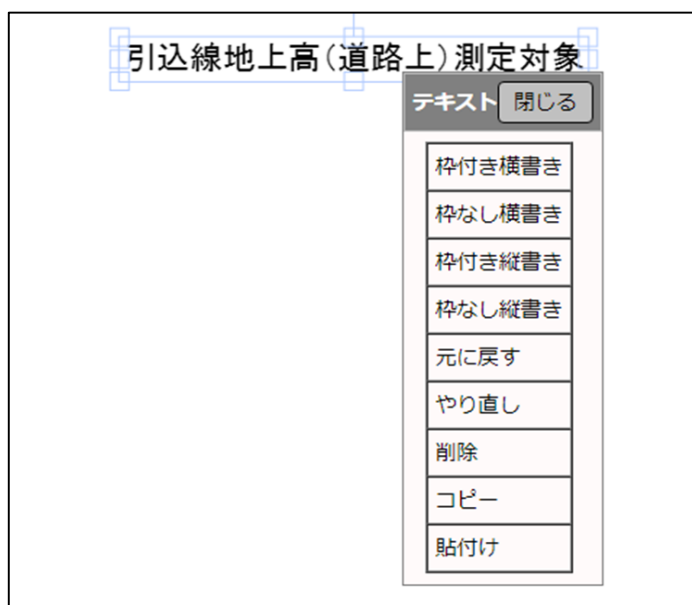 引込線地上高(道路上)測定対象
テキスト 閉じる
枠付き横書き
枠なし横書き
枠付き縦書き
枠なし縦書き
元に戻す
やり直し
削除
コピー
貼付け